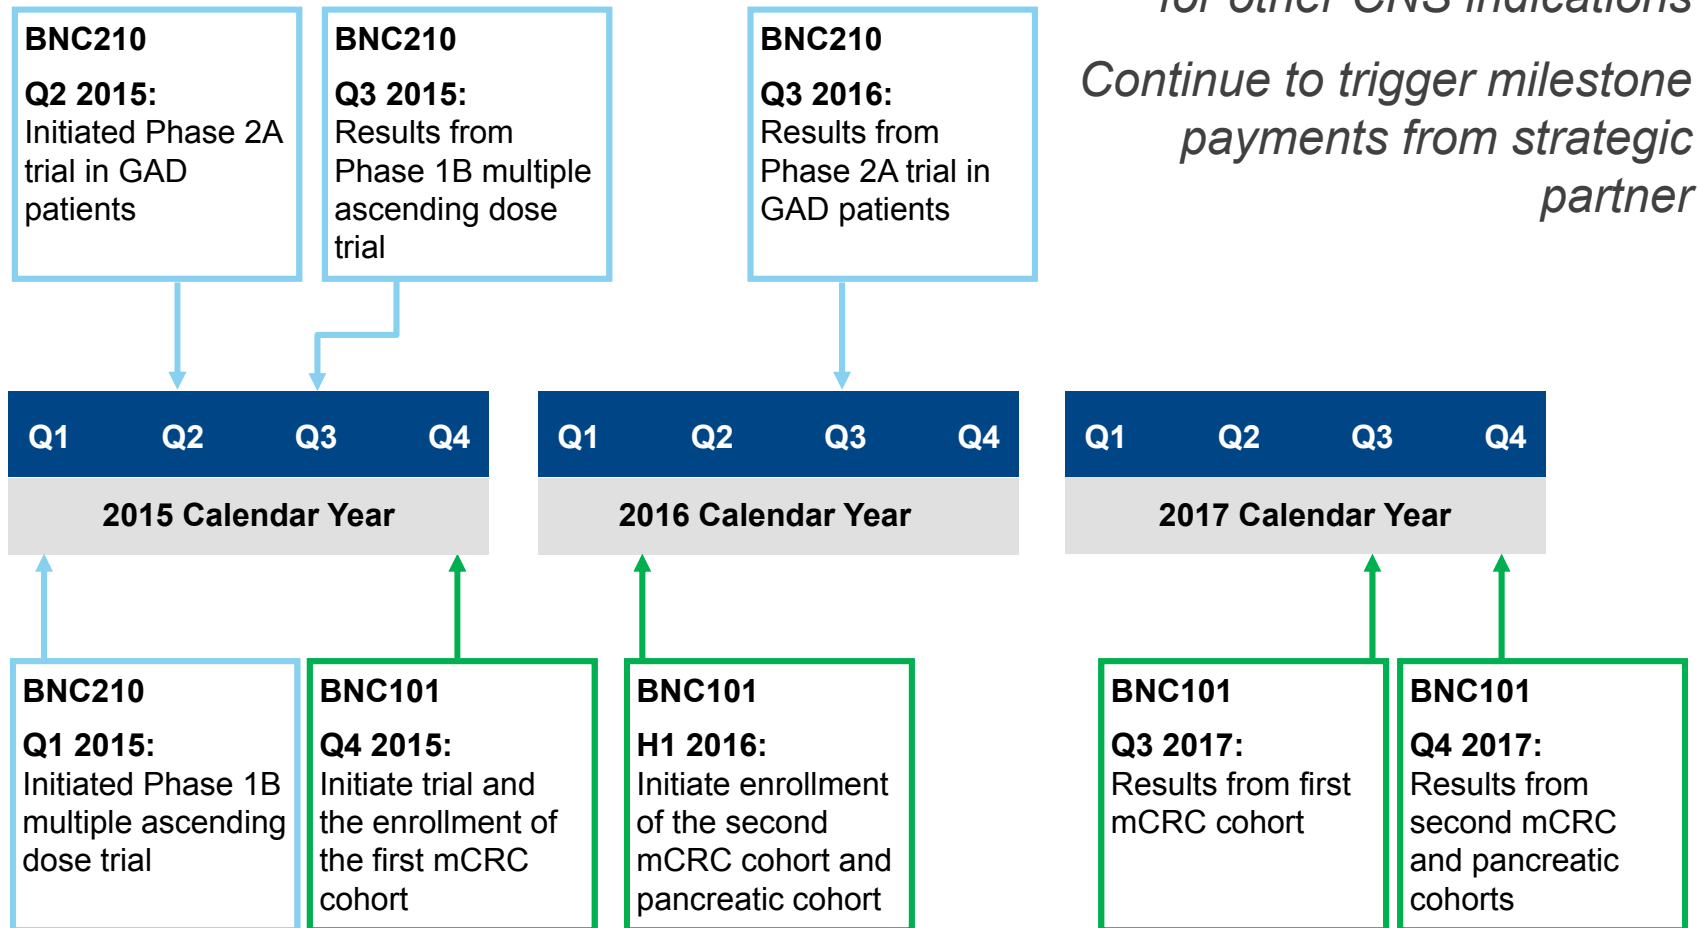 for other CNS indications
Continue to trigger milestone
payments from strategic
partner
BNC210
Q2 2015:
Initiated Phase 2A
trial in GAD
patients
BNC210
Q3 2015:
Results from
Phase 1B multiple
ascending dose
trial
BNC210
Q3 2016:
Results from
Phase 2A trial in
GAD patients
Q1 Q2 Q3 Q4
2015 Calendar Year
Q1 Q2 Q3 Q4
2016 Calendar Year
Q1 Q2 Q3 Q4
2017 Calendar Year
BNC210
Q1 2015:
Initiated Phase 1B
multiple ascending
dose trial
BNC101
Q4 2015:
Initiate trial and
the enrollment of
the first mCRC
cohort
BNC101
H1 2016:
Initiate enrollment
of the second
mCRC cohort and
pancreatic cohort
BNC101
Q3 2017:
Results from first
mCRC cohort
BNC101
Q4 2017:
Results from
second mCRC
and pancreatic
cohorts